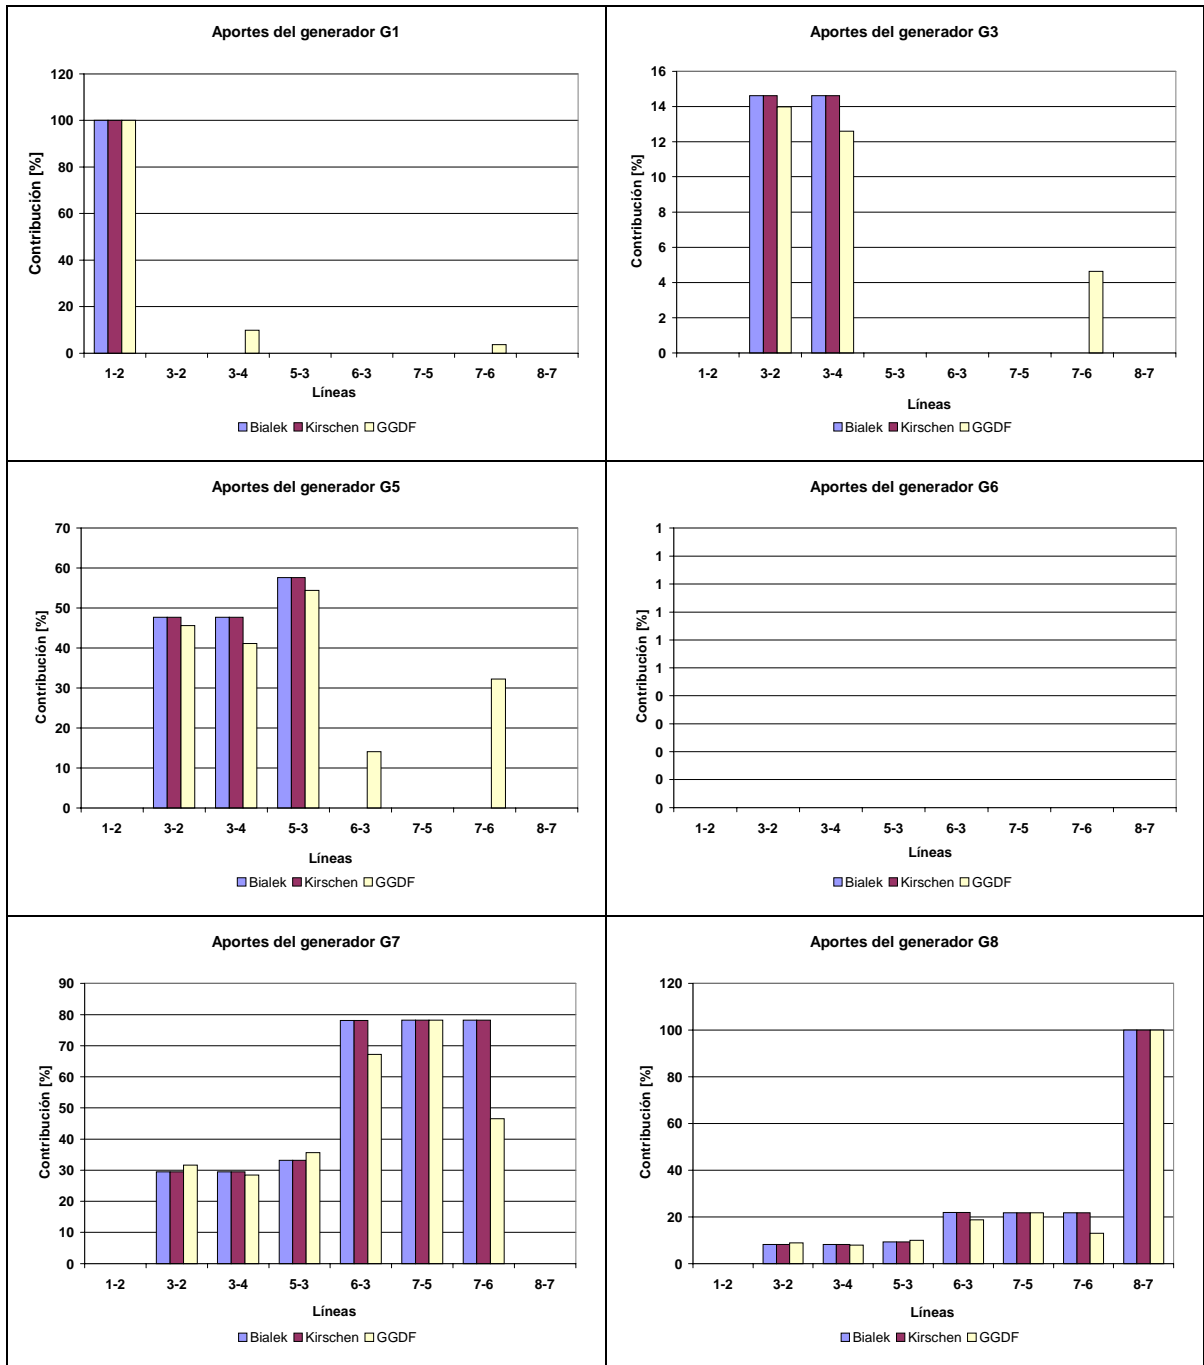 Aportes del generador G1
Contribución [%]
120
100
80
60
40
20
0
1-2 3-2 3-4 5-3 6-3 7-5 7-6 8-7
Líneas
Bialek Kirschen GGDF
Aportes del generador G3
Contribución [%]
16
14
12
10
8
6
4
2
0
1-2 3-2 3-4 5-3 6-3 7-5 7-6 8-7
Líneas
Bialek Kirschen GGDF
Aportes del generador G5
Contribución [%]
70
60
50
40
30
20
10
0
1-2 3-2 3-4 5-3 6-3 7-5 7-6 8-7
Líneas
Bialek Kirschen GGDF
Aportes del generador G6
Contribución [%]
1
1
1
1
1
1
0
0
0
0
0
1-2 3-2 3-4 5-3 6-3 7-5 7-6 8-7
Líneas
Bialek Kirschen GGDF
Aportes del generador G7
Contribución [%]
90
80
70
60
50
40
30
20
10
0
1-2 3-2 3-4 5-3 6-3 7-5 7-6 8-7
Líneas
Bialek Kirschen GGDF
Aportes del generador G8
Contribución [%]
120
100
80
60
40
20
0
1-2 3-2 3-4 5-3 6-3 7-5 7-6 8-7
Líneas
Bialek Kirschen GGDF